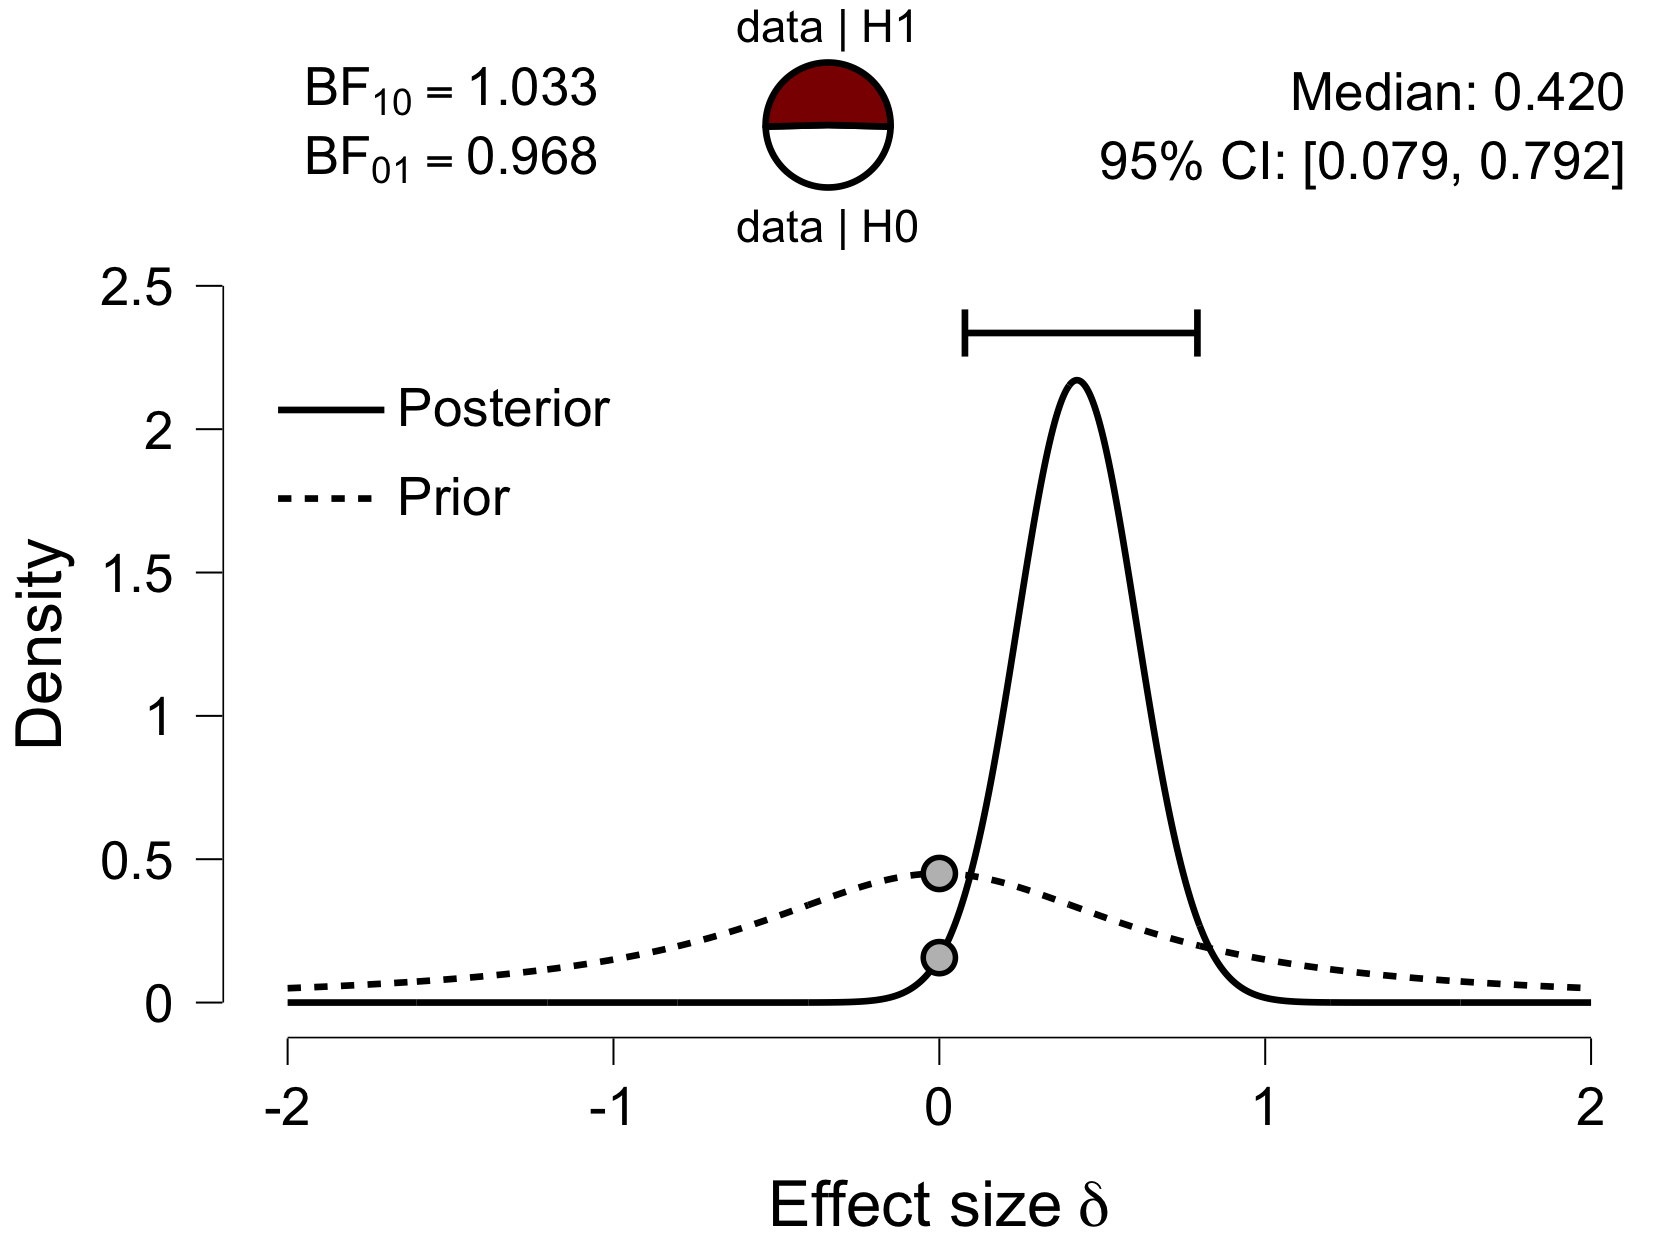 data | H1
BF10 = 1.033
BF01 = 0.968
Median: 0.420
95% CI: [0.079, 0.792]
data | H0
2.5
2
1.5
1
0.5
0
Density
Posterior
Prior
-2 -1 0 1 2
Effect size δ